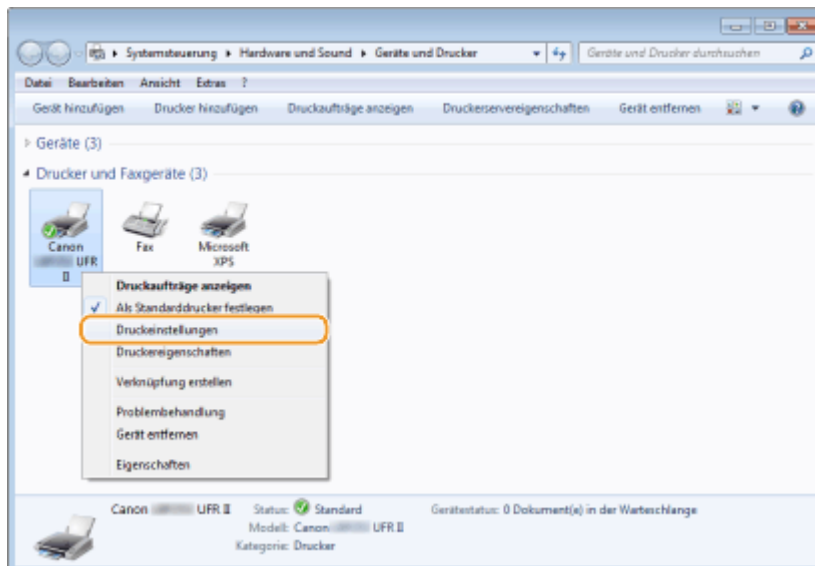 Systemsteuerung ▸ Hardware und Sound ▸ Geräte und Drucker
Geräte und Drucker durchsuchen
Datei Bearbeiten Ansicht Extras ?
Gerät hinzufügen Drucker hinzufügen Druckaufträge anzeigen Druckerservereigenschaften Gerät entfernen
Geräte (3)
Drucker und Faxgeräte (3)
Canon
UFR
II
Fax
Microsoft
XPS
Druckaufträge anzeigen
Als Standarddrucker festlegen
Druckeinstellungen
Druckereigenschaften
Verknüpfung erstellen
Problembehandlung
Gerät entfernen
Eigenschaften
Canon UFR II Status: Standard Gerätestatus: 0 Dokument(e) in der Warteschlange
Modell: Canon UFR II
Kategorie: Drucker